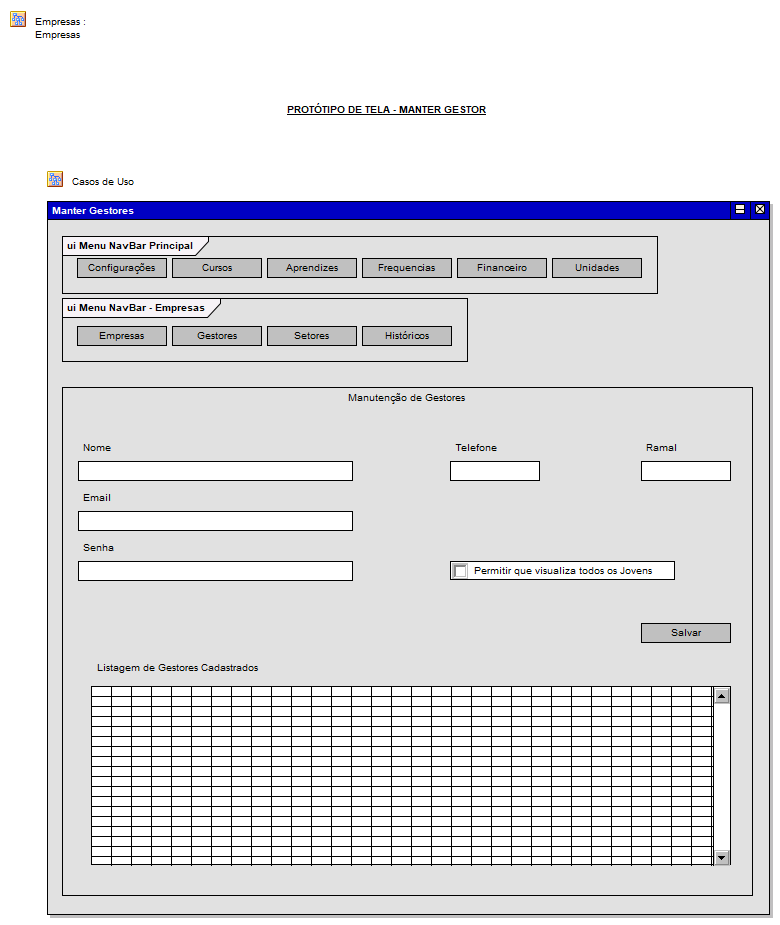 Empresas :
Empresas
PROTÓTIPO DE TELA - MANTER GESTOR
Casos de Uso
Manter Gestores
ui Menu NavBar Principal
Configurações Cursos Aprendizes Frequencias Financeiro Unidades
ui Menu NavBar - Empresas
Empresas Gestores Setores Históricos
Manutenção de Gestores
Nome Telefone Ramal
Email
Senha
Permitir que visualiza todos os Jovens
Salvar
Listagem de Gestores Cadastrados